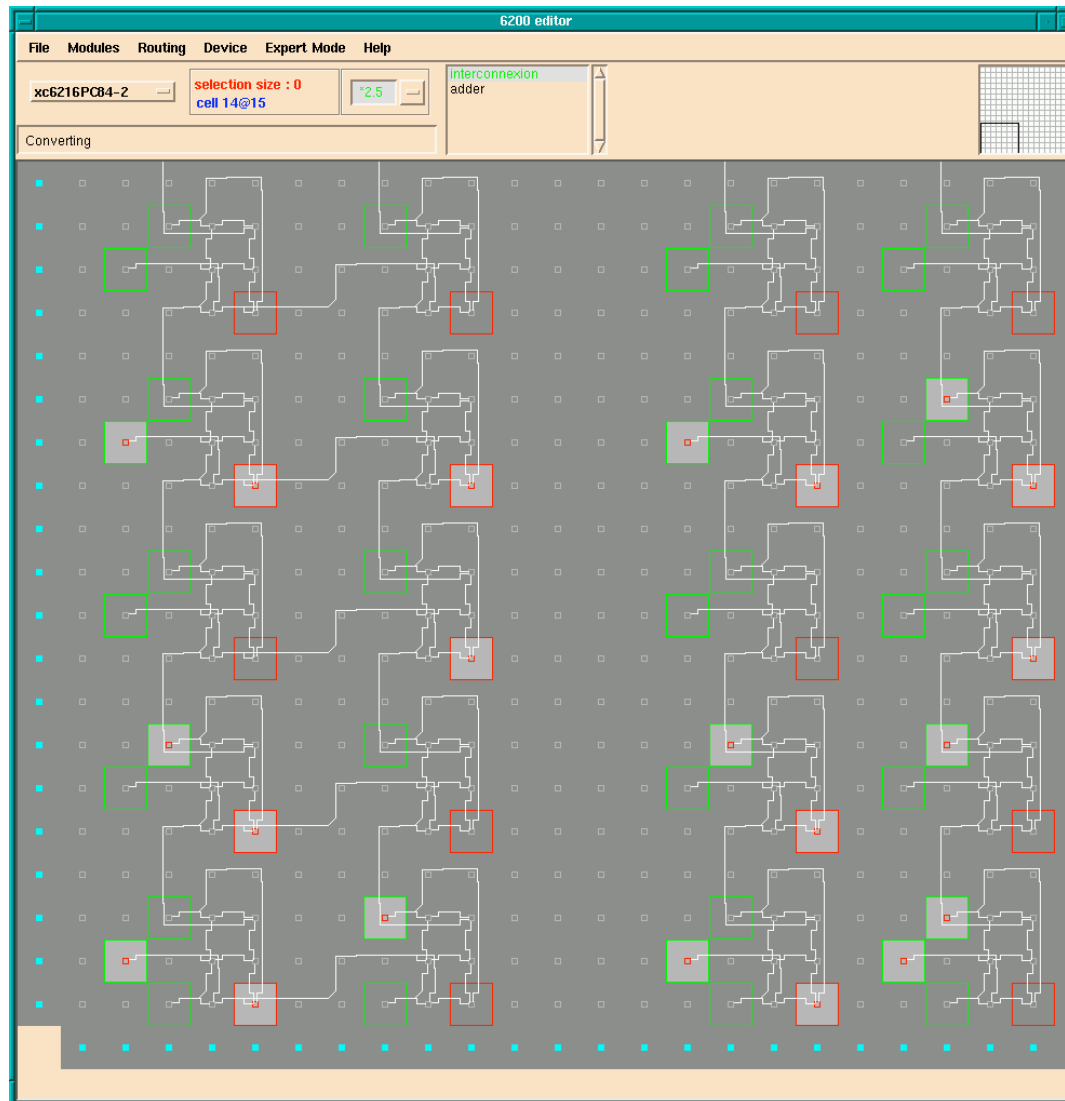 6200 editor
File Modules Routing Device Expert Mode Help
xc6216PC84-2
selection size : 0
cell 14@15
*2.5
interconnexion
adder
Converting